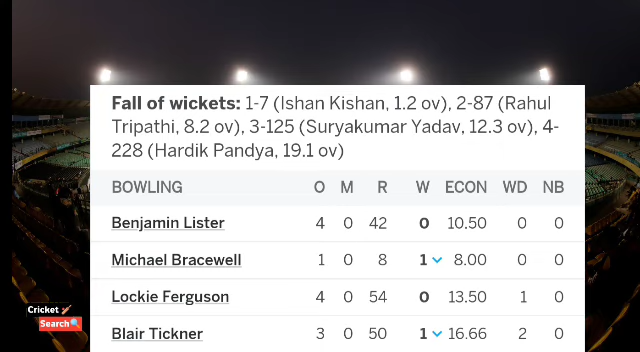 Fall of wickets: 1-7 (Ishan Kishan, 1.2 ov), 2-87 (Rahul
Tripathi, 8.2 ov), 3-125 (Suryakumar Yadav, 12.3 ov), 4-
228 (Hardik Pandya, 19.1 ov)
BOWLING O M R W ECON WD NB
Benjamin Lister 4 0 42 0 10.50 0 0
Michael Bracewell 1 0 8 1 8.00 0 0
Lockie Ferguson 4 0 54 0 13.50 1 0
Blair Tickner 3 0 50 1 16.66 2 0
Cricket
Search